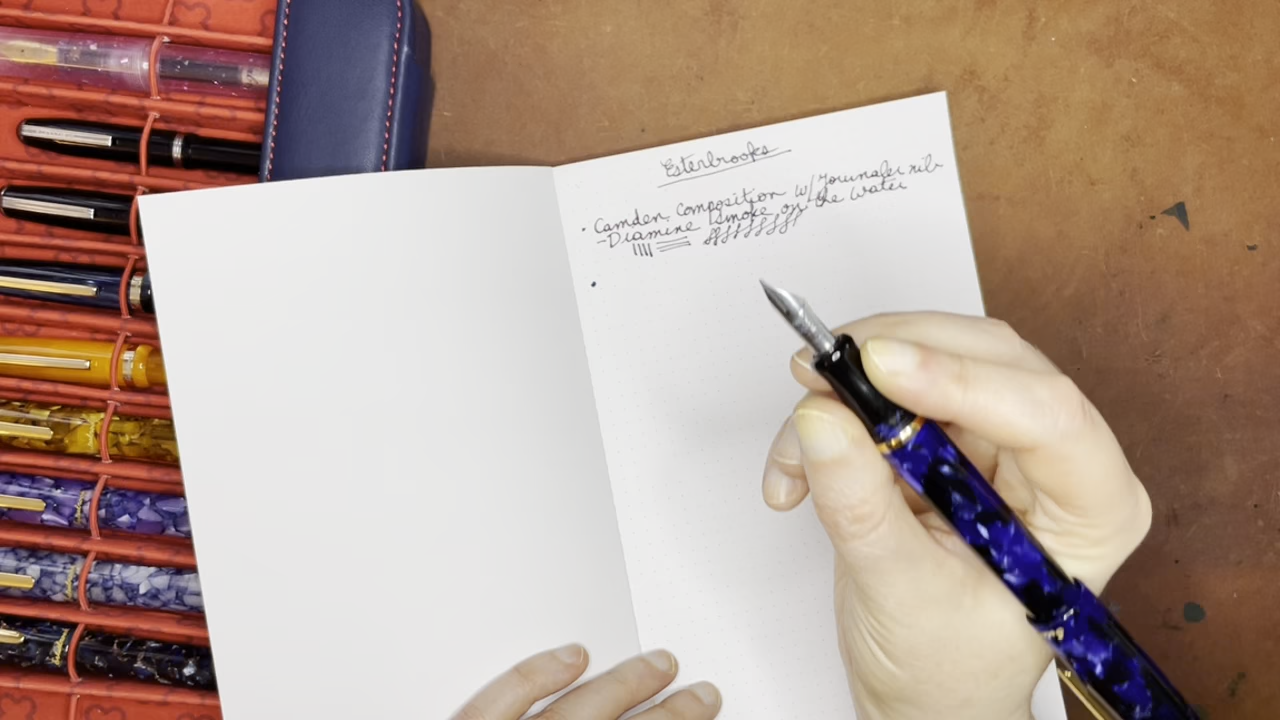 Esterbrooks
· Camden Composition w/ Journaler nib
- Diamine Smoke on the Water